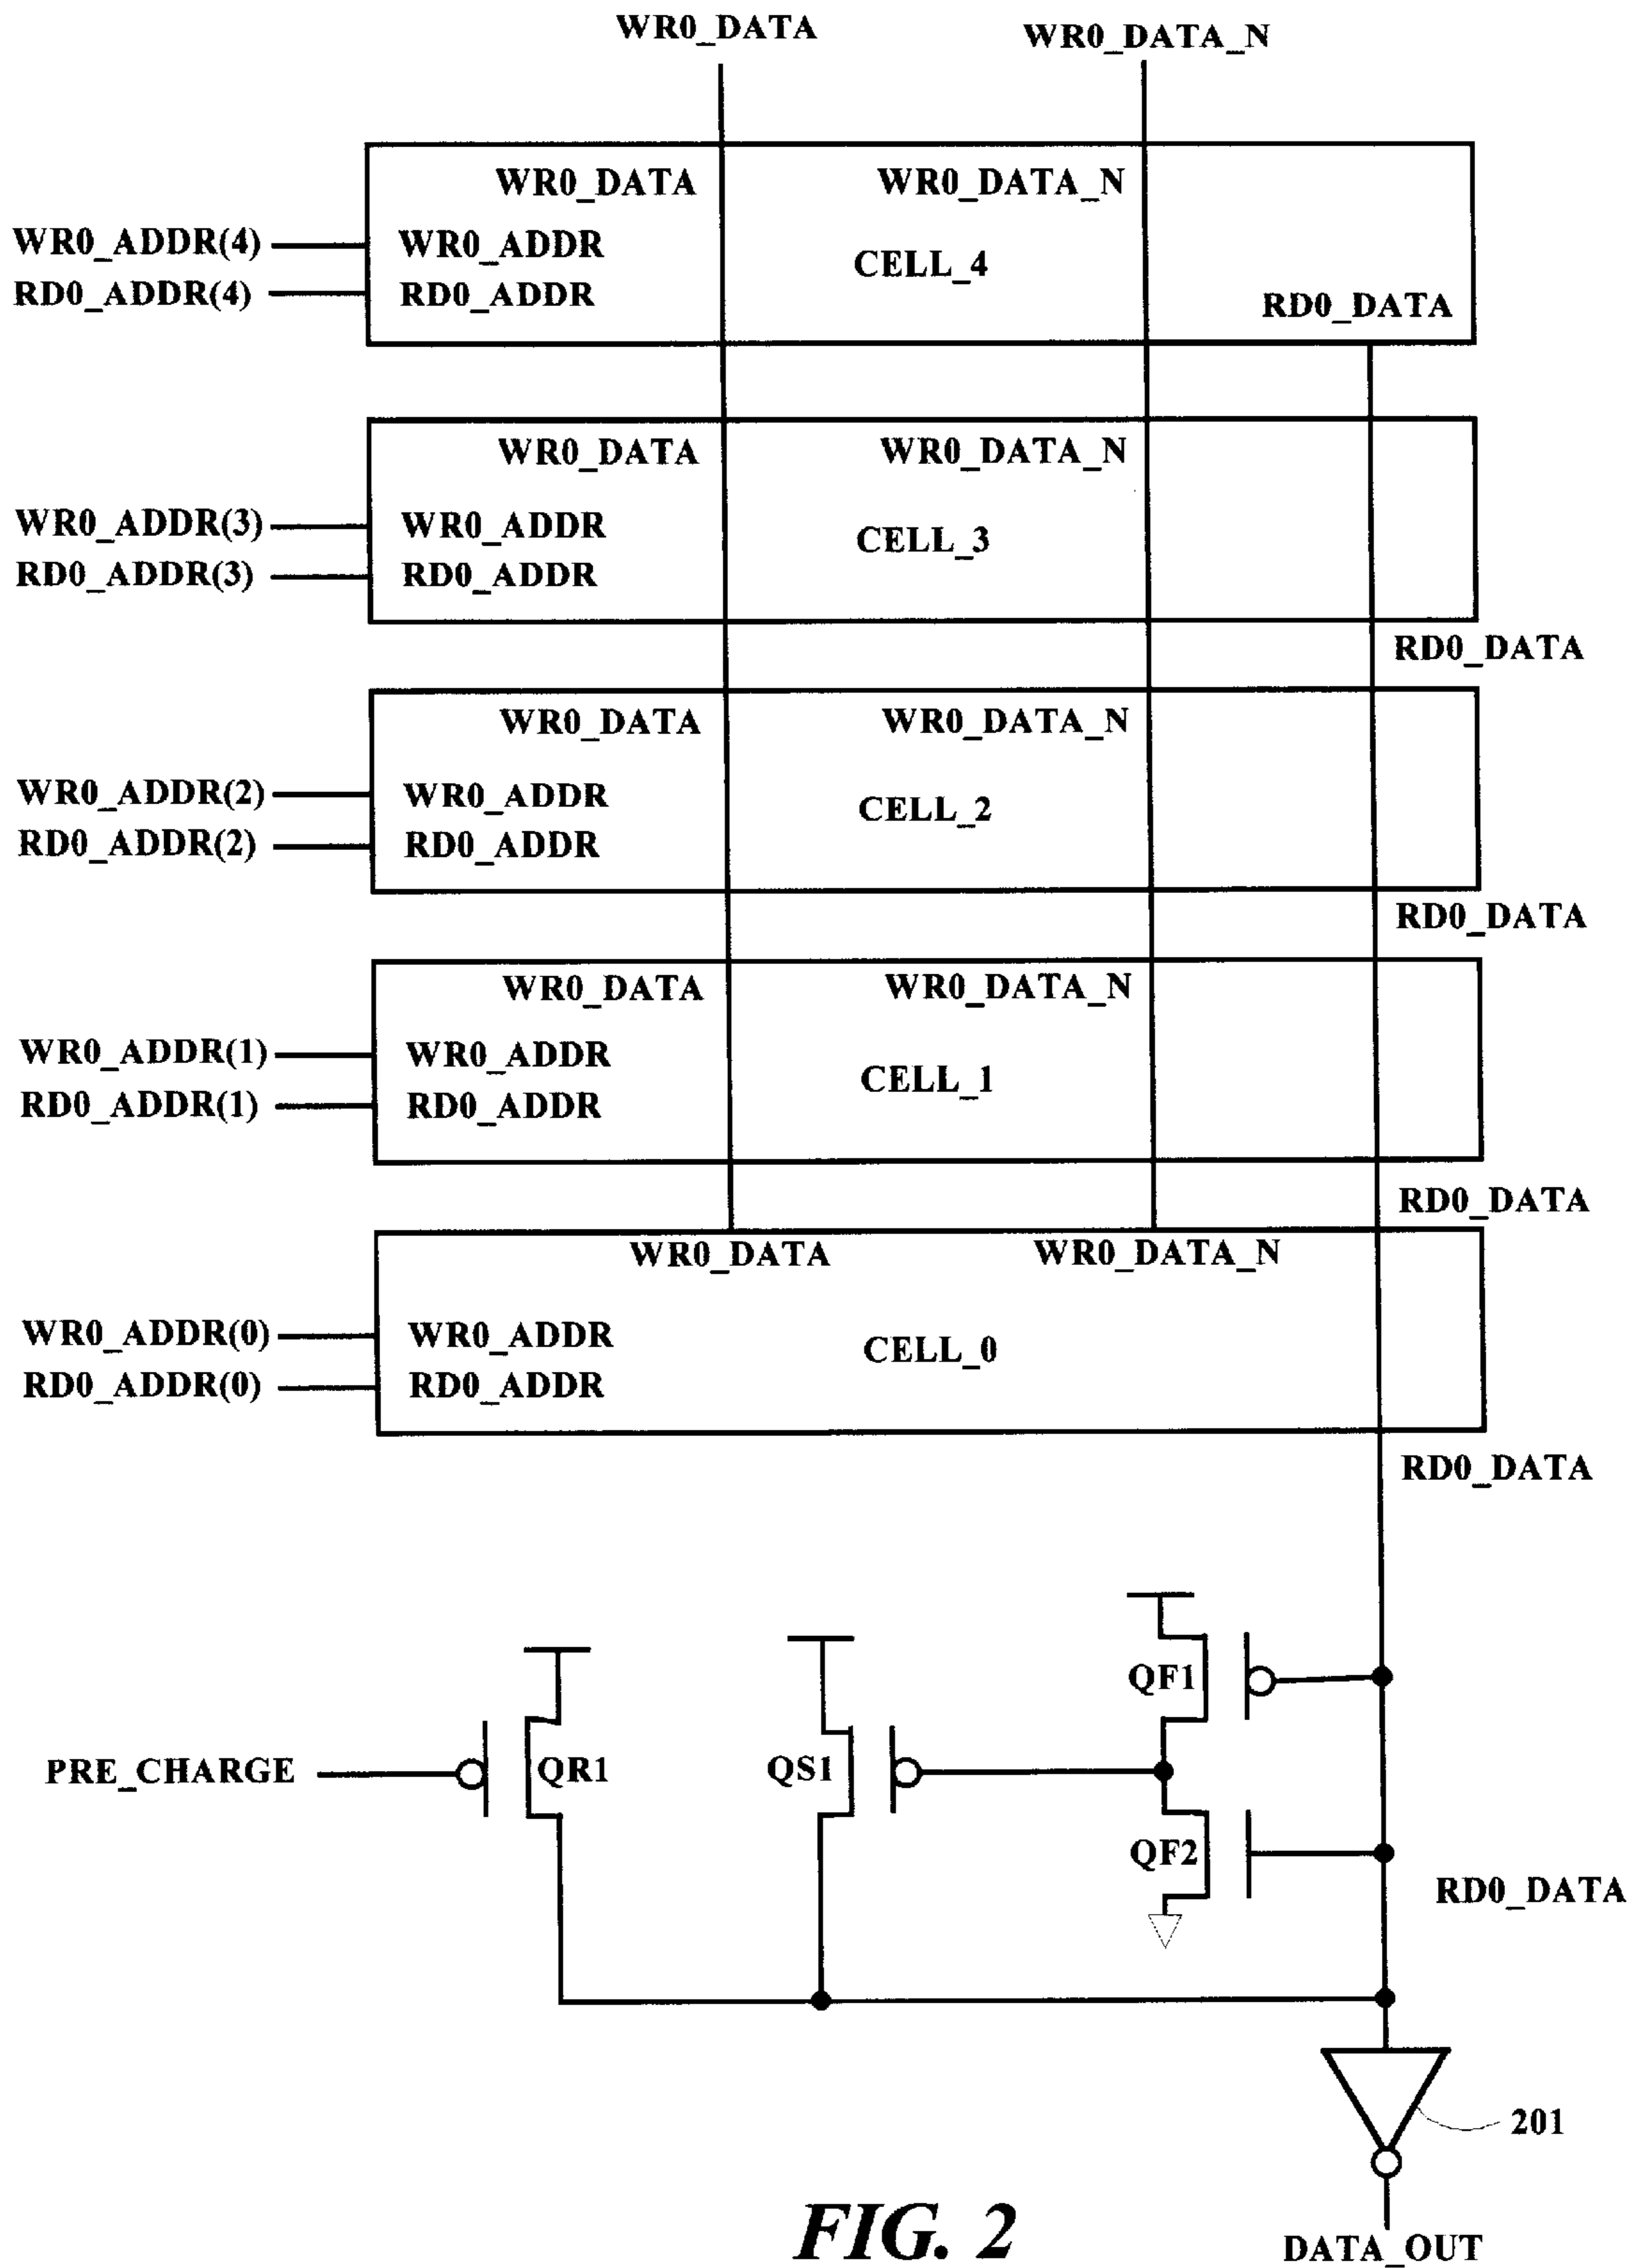 WR0_DATA
WR0_DATA_N
WR0_DATA
WR0_DATA_N
WR0_ADDR(4)
WR0_ADDR
CELL_4
RD0_ADDR(4)
RD0_ADDR
RD0_DATA
WR0_DATA
WR0_DATA_N
WR0_ADDR(3)
WR0_ADDR
CELL_3
RD0_ADDR(3)
RD0_ADDR
RD0_DATA
WR0_DATA
WR0_DATA_N
WR0_ADDR(2)
WR0_ADDR
CELL_2
RD0_ADDR(2)
RD0_ADDR
RD0_DATA
WR0_DATA
WR0_DATA_N
WR0_ADDR(1)
WR0_ADDR
CELL_1
RD0_ADDR(1)
RD0_ADDR
RD0_DATA
WR0_DATA
WR0_DATA_N
WR0_ADDR(0)
WR0_ADDR
CELL_0
RD0_ADDR(0)
RD0_ADDR
RD0_DATA
QF1
PRE_CHARGE
QR1
QS1
QF2
RD0_DATA
201
FIG. 2
DATA_OUT